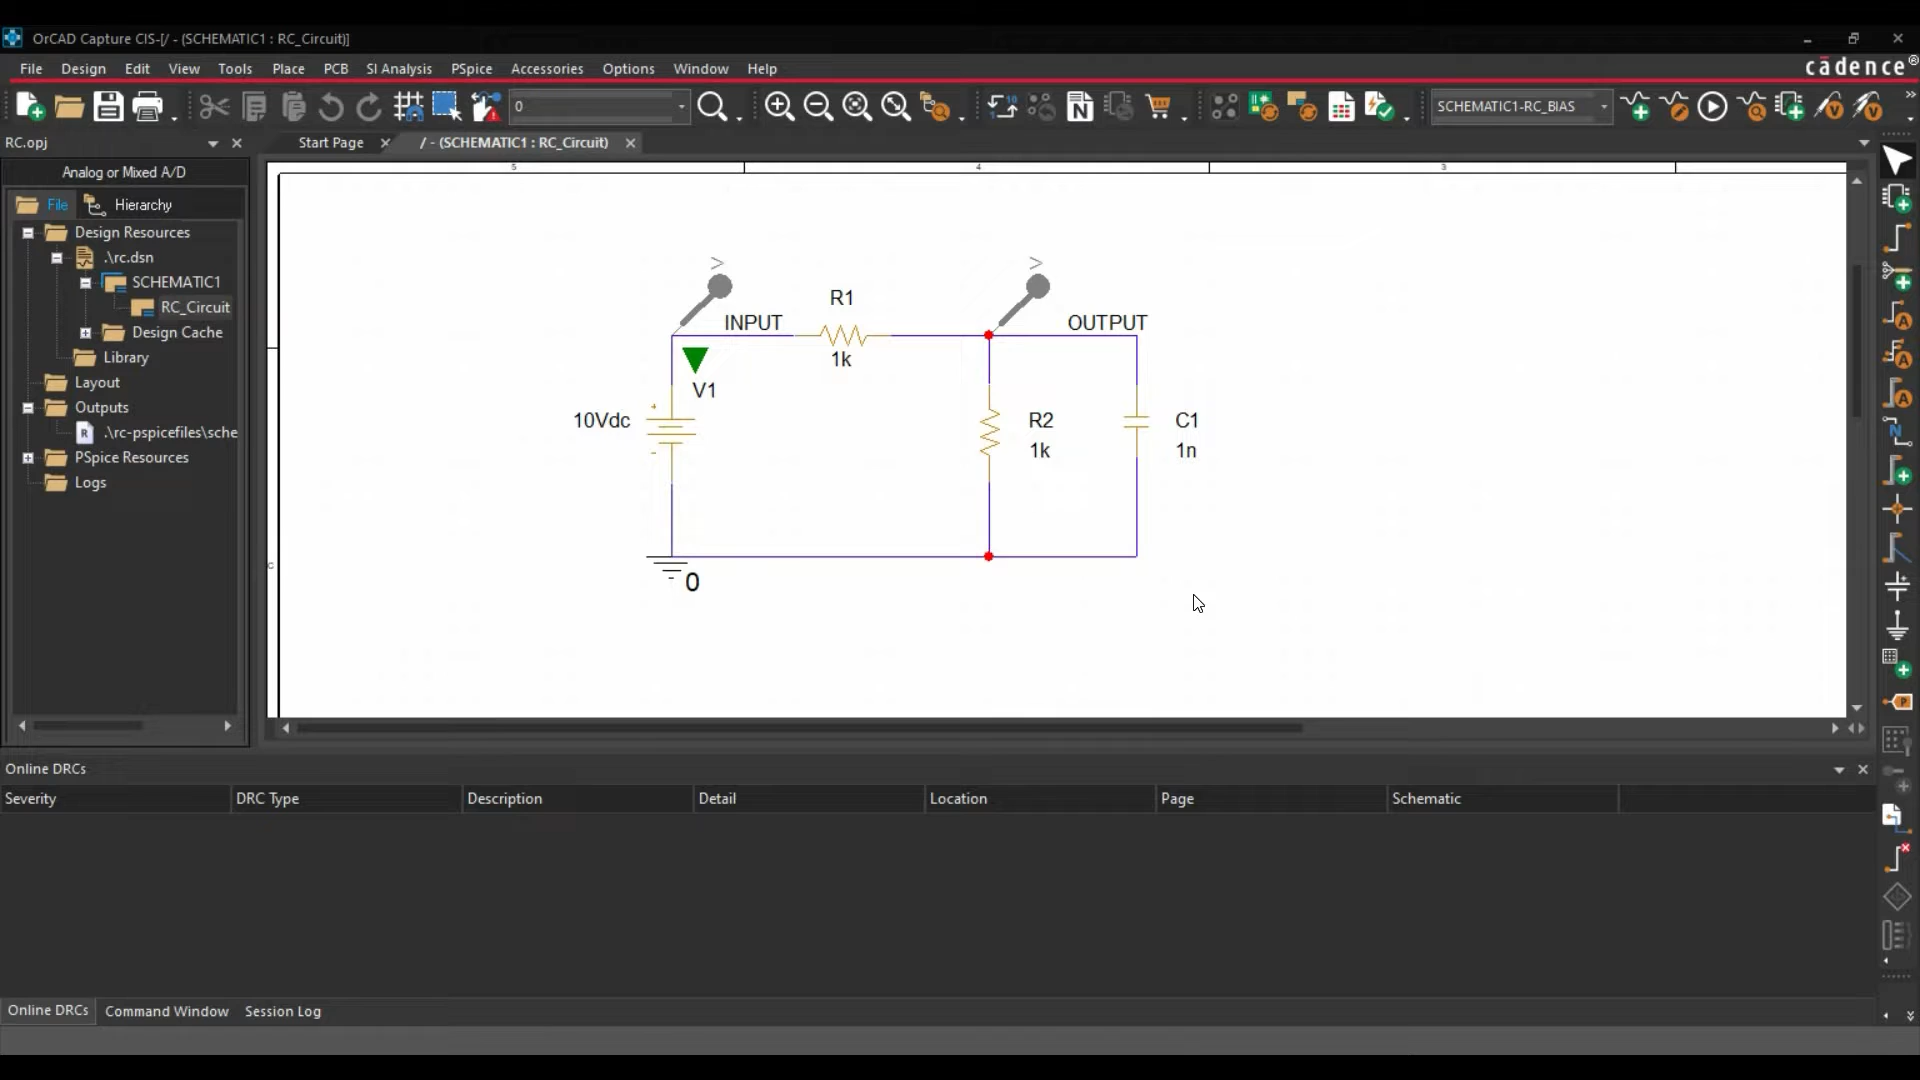 OrCAD Capture CIS-[/ - (SCHEMATIC1 : RC_Circuit)]
File Design Edit View Tools Place PCB SI Analysis PSpice Accessories Options Window Help
cādence®
0
SCHEMATIC1-RC_BIAS
RC.opj
Start Page
/ - (SCHEMATIC1 : RC_Circuit)
Analog or Mixed A/D
File Hierarchy
Design Resources
.\rc.dsn
SCHEMATIC1
RC_Circuit
Design Cache
Library
Layout
Outputs
.\rc-pspicefiles\sche
PSpice Resources
Logs
5 4 3
C
V V
R1
INPUT OUTPUT
1k
V1
10Vdc
R2
1k
C1
1n
0
Online DRCs
Severity DRC Type Description Detail Location Page Schematic
Online DRCs Command Window Session Log